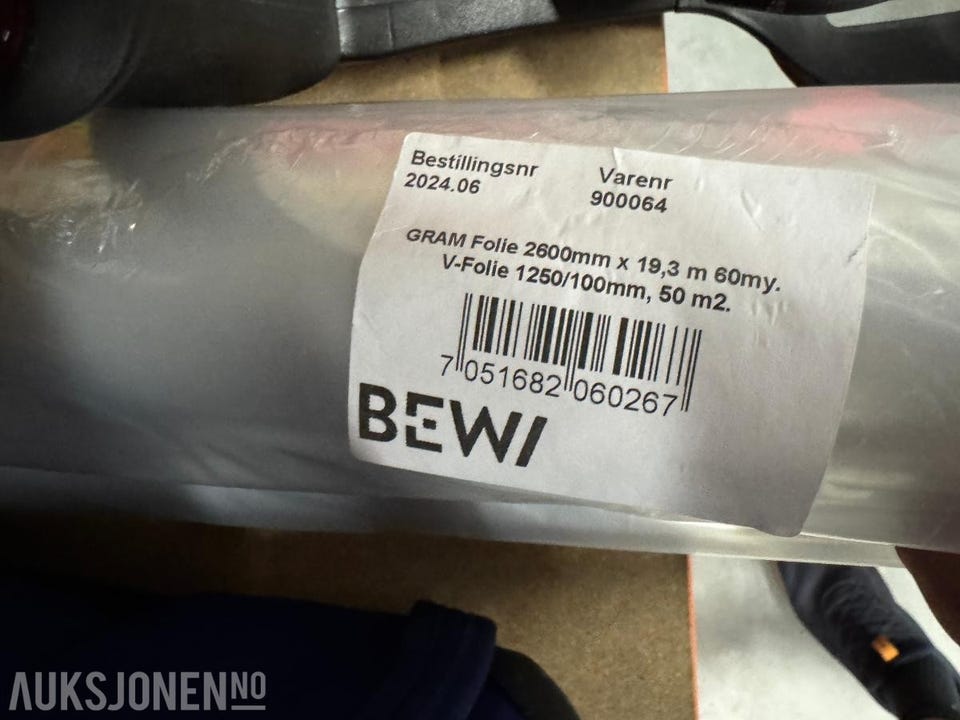 Bestillingsnr Varenr
2024.06 900064
GRAM Folie 2600mm x 19,3 m 60my.
V-Folie 1250/100mm, 50 m2.
7 051682 060267
BEWI
AUKSJONEN NO